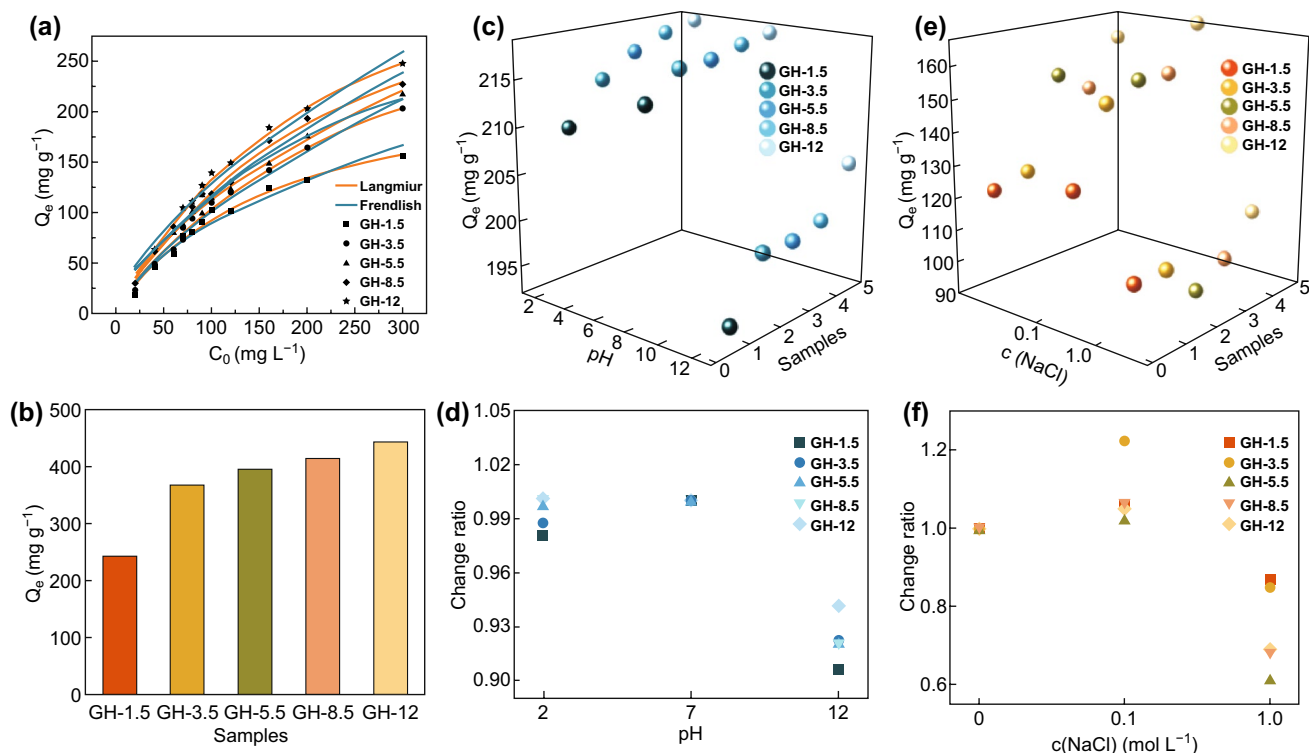 (a)
250
200
150
100
50
0
Qe (mg g⁻¹)
0 50 100 150 200 250 300
C0 (mg L⁻¹)
Langmiur
Frendlish
GH-1.5
GH-3.5
GH-5.5
GH-8.5
GH-12
(b)
500
400
300
200
100
0
Qe (mg g⁻¹)
GH-1.5 GH-3.5 GH-5.5 GH-8.5 GH-12
Samples
(c)
215
210
205
200
195
Qe (mg g⁻¹)
2 4 6 8 10 12
pH
0 1 2 3 4 5
Samples
GH-1.5
GH-3.5
GH-5.5
GH-8.5
GH-12
(d)
1.05
1.02
0.99
0.96
0.93
0.90
Change ratio
2 7 12
pH
GH-1.5
GH-3.5
GH-5.5
GH-8.5
GH-12
(e)
160
150
140
130
120
110
100
90
Qe (mg g⁻¹)
0.1 1.0
c (NaCl)
0 1 2 3 4 5
Samples
GH-1.5
GH-3.5
GH-5.5
GH-8.5
GH-12
(f)
1.2
1.0
0.8
0.6
Change ratio
0 0.1 1.0
c(NaCl) (mol L⁻¹)
GH-1.5
GH-3.5
GH-5.5
GH-8.5
GH-12